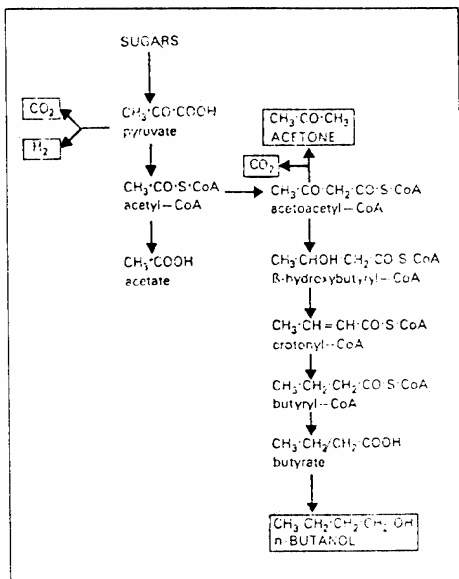 SUGARS
CO₂
H₂
CH₃·CO·COOH
pyruvate
CH₃·CO·S·CoA
acetyl-CoA
CH₃·COOH
acetate
CH₃·CO·CH₃
ACETONE
CO₂
CH₃·CO·CH₂·CO·S·CoA
acetoacetyl-CoA
CH₃·CHOH·CH₂·CO·S·CoA
ß-hydroxybutyryl-CoA
CH₃·CH=CH·CO·S·CoA
crotonyl-CoA
CH₃·CH₂·CH₂·CO·S·CoA
butyryl-CoA
CH₃·CH₂·CH₂·COOH
butyrate
CH₃·CH₂·CH₂·CH₂·OH
n-BUTANOL